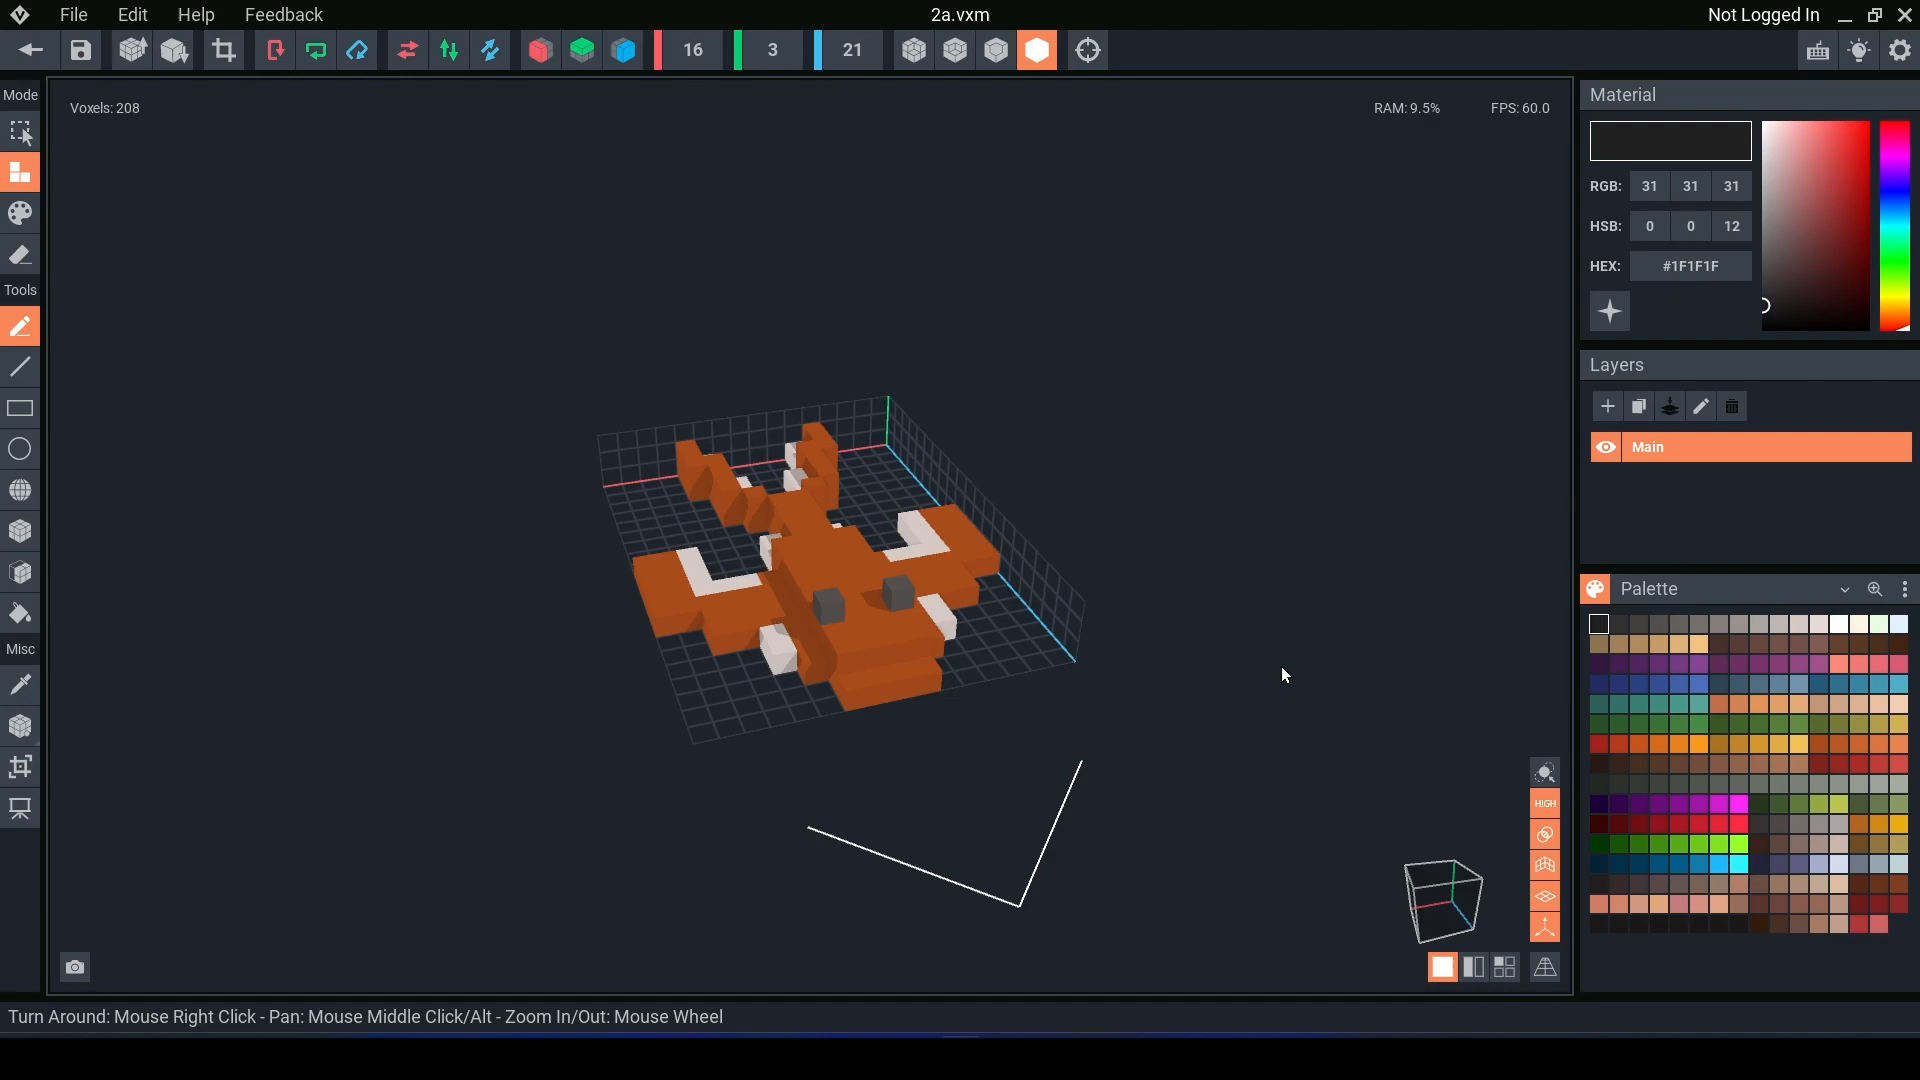 File Edit Help Feedback 2a.vxm Not Logged In
16 3 21
Mode
Voxels: 208 RAM: 9.5% FPS: 60.0
Material
RGB: 31 31 31
HSB: 0 0 12
HEX: #1F1F1F
Tools
Layers
Main
Palette
Misc
HIGH
Turn Around: Mouse Right Click - Pan: Mouse Middle Click/Alt - Zoom In/Out: Mouse Wheel